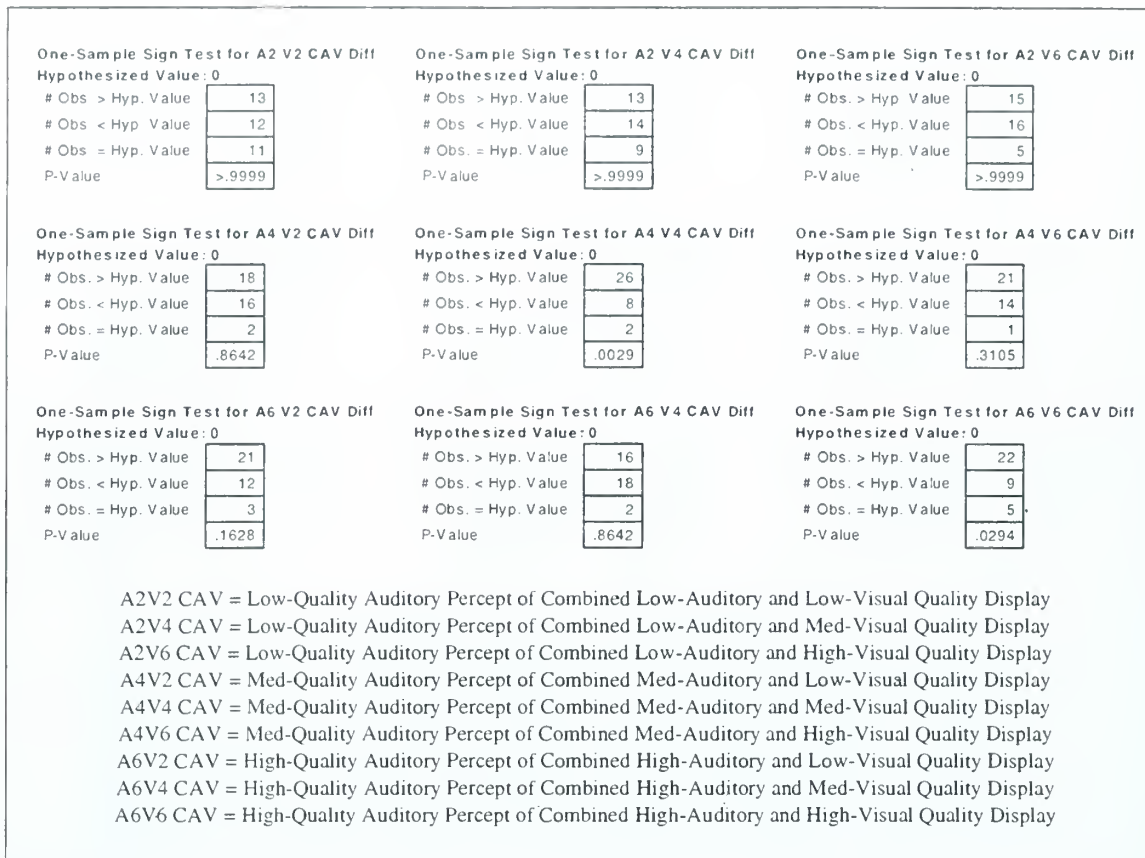 One-Sample Sign Test for A2 V2 CAV Diff
Hypothesized Value: 0
# Obs > Hyp. Value 13
# Obs < Hyp Value 12
# Obs = Hyp. Value 11
P-Value >.9999
One-Sample Sign Test for A2 V4 CAV Diff
Hypothesized Value: 0
# Obs > Hyp. Value 13
# Obs < Hyp. Value 14
# Obs. = Hyp. Value 9
P-Value >.9999
One-Sample Sign Test for A2 V6 CAV Diff
Hypothesized Value: 0
# Obs. > Hyp Value 15
# Obs. < Hyp. Value 16
# Obs. = Hyp. Value 5
P-Value >.9999
One-Sample Sign Test for A4 V2 CAV Diff
Hypothesized Value: 0
# Obs. > Hyp. Value 18
# Obs. < Hyp. Value 16
# Obs. = Hyp. Value 2
P-Value .8642
One-Sample Sign Test for A4 V4 CAV Diff
Hypothesized Value: 0
# Obs. > Hyp. Value 26
# Obs. < Hyp. Value 8
# Obs. = Hyp. Value 2
P-Value .0029
One-Sample Sign Test for A4 V6 CAV Diff
Hypothesized Value: 0
# Obs. > Hyp. Value 21
# Obs. < Hyp. Value 14
# Obs. = Hyp. Value 1
P-Value .3105
One-Sample Sign Test for A6 V2 CAV Diff
Hypothesized Value: 0
# Obs. > Hyp. Value 21
# Obs. < Hyp. Value 12
# Obs. = Hyp. Value 3
P-Value .1628
One-Sample Sign Test for A6 V4 CAV Diff
Hypothesized Value: 0
# Obs. > Hyp. Value 16
# Obs. < Hyp. Value 18
# Obs. = Hyp. Value 2
P-Value .8642
One-Sample Sign Test for A6 V6 CAV Diff
Hypothesized Value: 0
# Obs. > Hyp. Value 22
# Obs. < Hyp. Value 9
# Obs. = Hyp. Value 5
P-Value .0294
A2V2 CAV = Low-Quality Auditory Percept of Combined Low-Auditory and Low-Visual Quality Display
A2V4 CAV = Low-Quality Auditory Percept of Combined Low-Auditory and Med-Visual Quality Display
A2V6 CAV = Low-Quality Auditory Percept of Combined Low-Auditory and High-Visual Quality Display
A4V2 CAV = Med-Quality Auditory Percept of Combined Med-Auditory and Low-Visual Quality Display
A4V4 CAV = Med-Quality Auditory Percept of Combined Med-Auditory and Med-Visual Quality Display
A4V6 CAV = Med-Quality Auditory Percept of Combined Med-Auditory and High-Visual Quality Display
A6V2 CAV = High-Quality Auditory Percept of Combined High-Auditory and Low-Visual Quality Display
A6V4 CAV = High-Quality Auditory Percept of Combined High-Auditory and Med-Visual Quality Display
A6V6 CAV = High-Quality Auditory Percept of Combined High-Auditory and High-Visual Quality Display